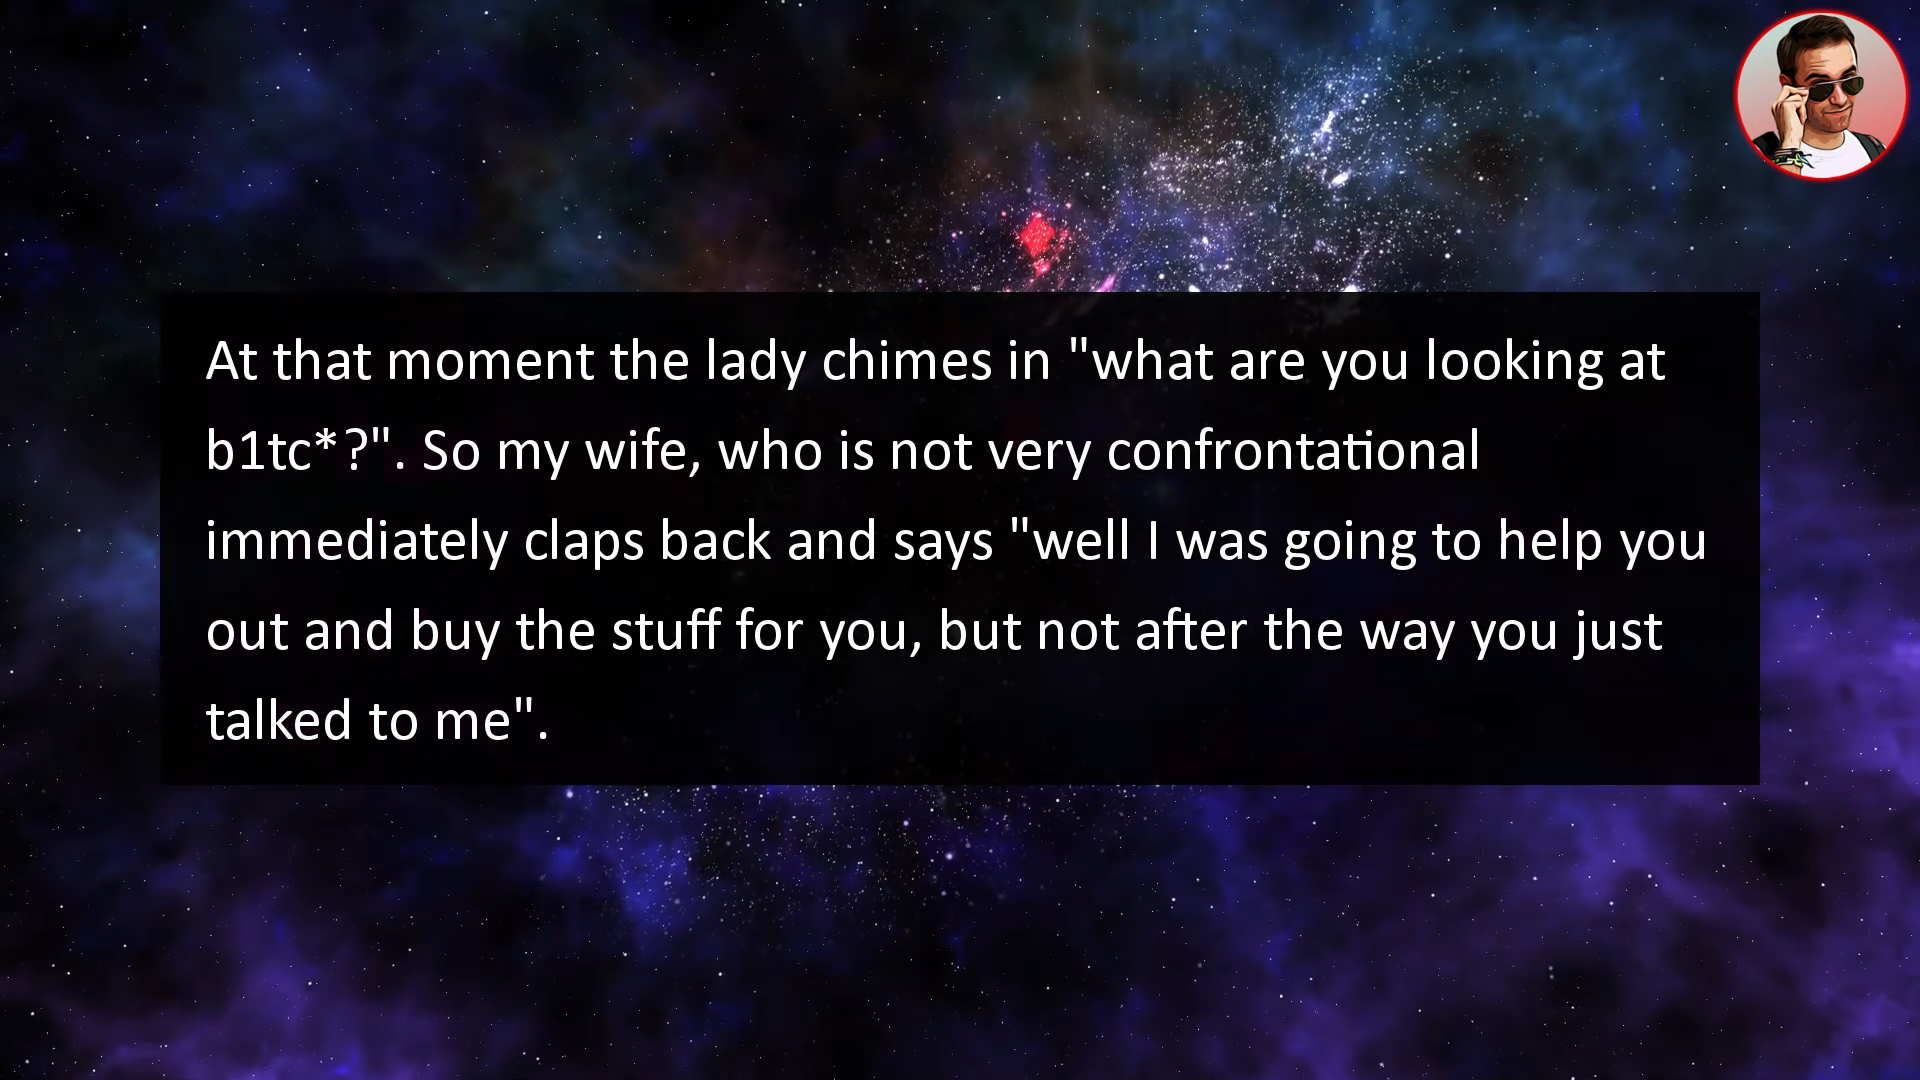 At that moment the lady chimes in "what are you looking at
b1tc*?". So my wife, who is not very confrontational
immediately claps back and says "well I was going to help you
out and buy the stuff for you, but not after the way you just
talked to me".